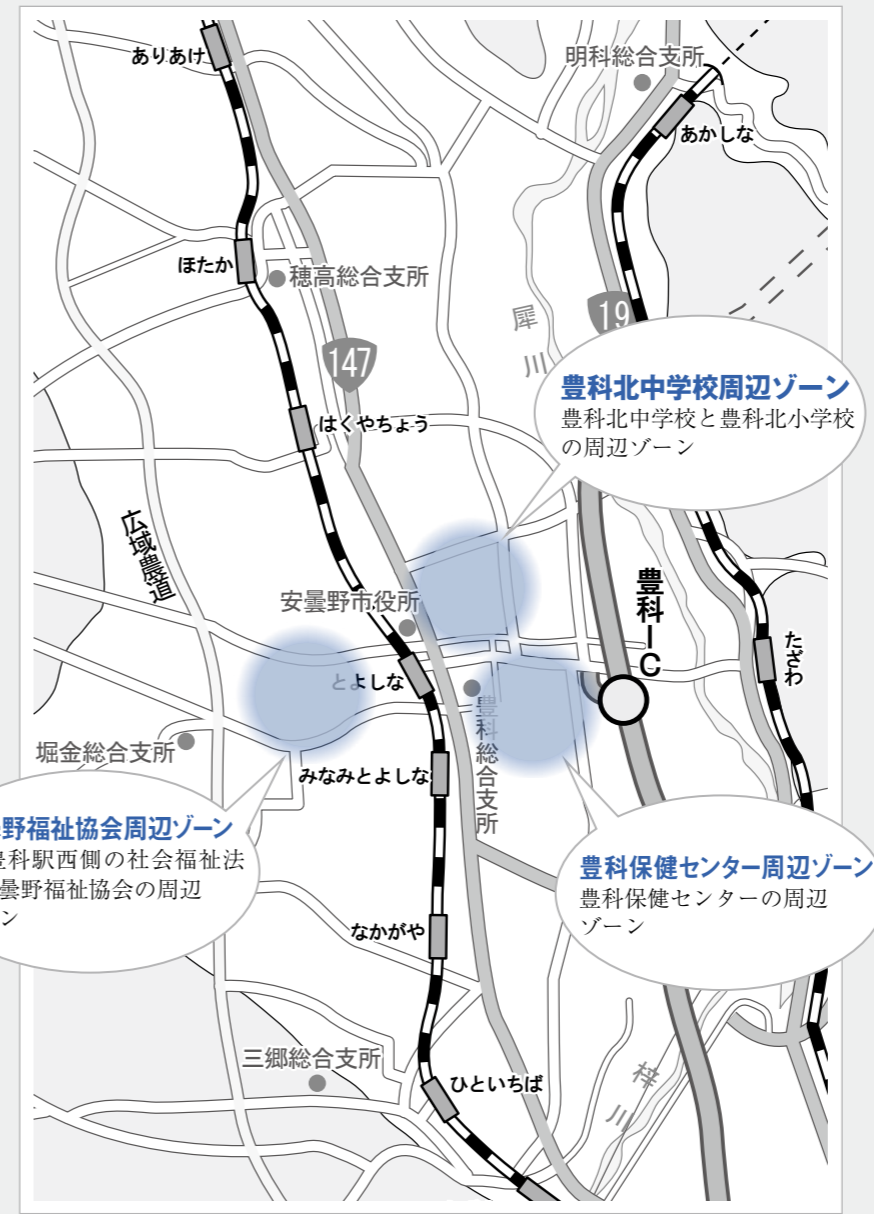 ありあけ
明科総合支所
あかしな
ほたか
穂高総合支所
犀川
19
147
豊科北中学校周辺ゾーン
豊科北中学校と豊科北小学校
の周辺ゾーン
はくやちょう
広域農道
安曇野市役所
豊科IC
たざわ
とよしな
豊科総合支所
堀金総合支所
みなみとよしな
野福祉協会周辺ゾーン
豊科駅西側の社会福祉法
曇野福祉協会の周辺
ン
豊科保健センター周辺ゾーン
豊科保健センターの周辺
ゾーン
なかがや
三郷総合支所
ひといちば
梓川